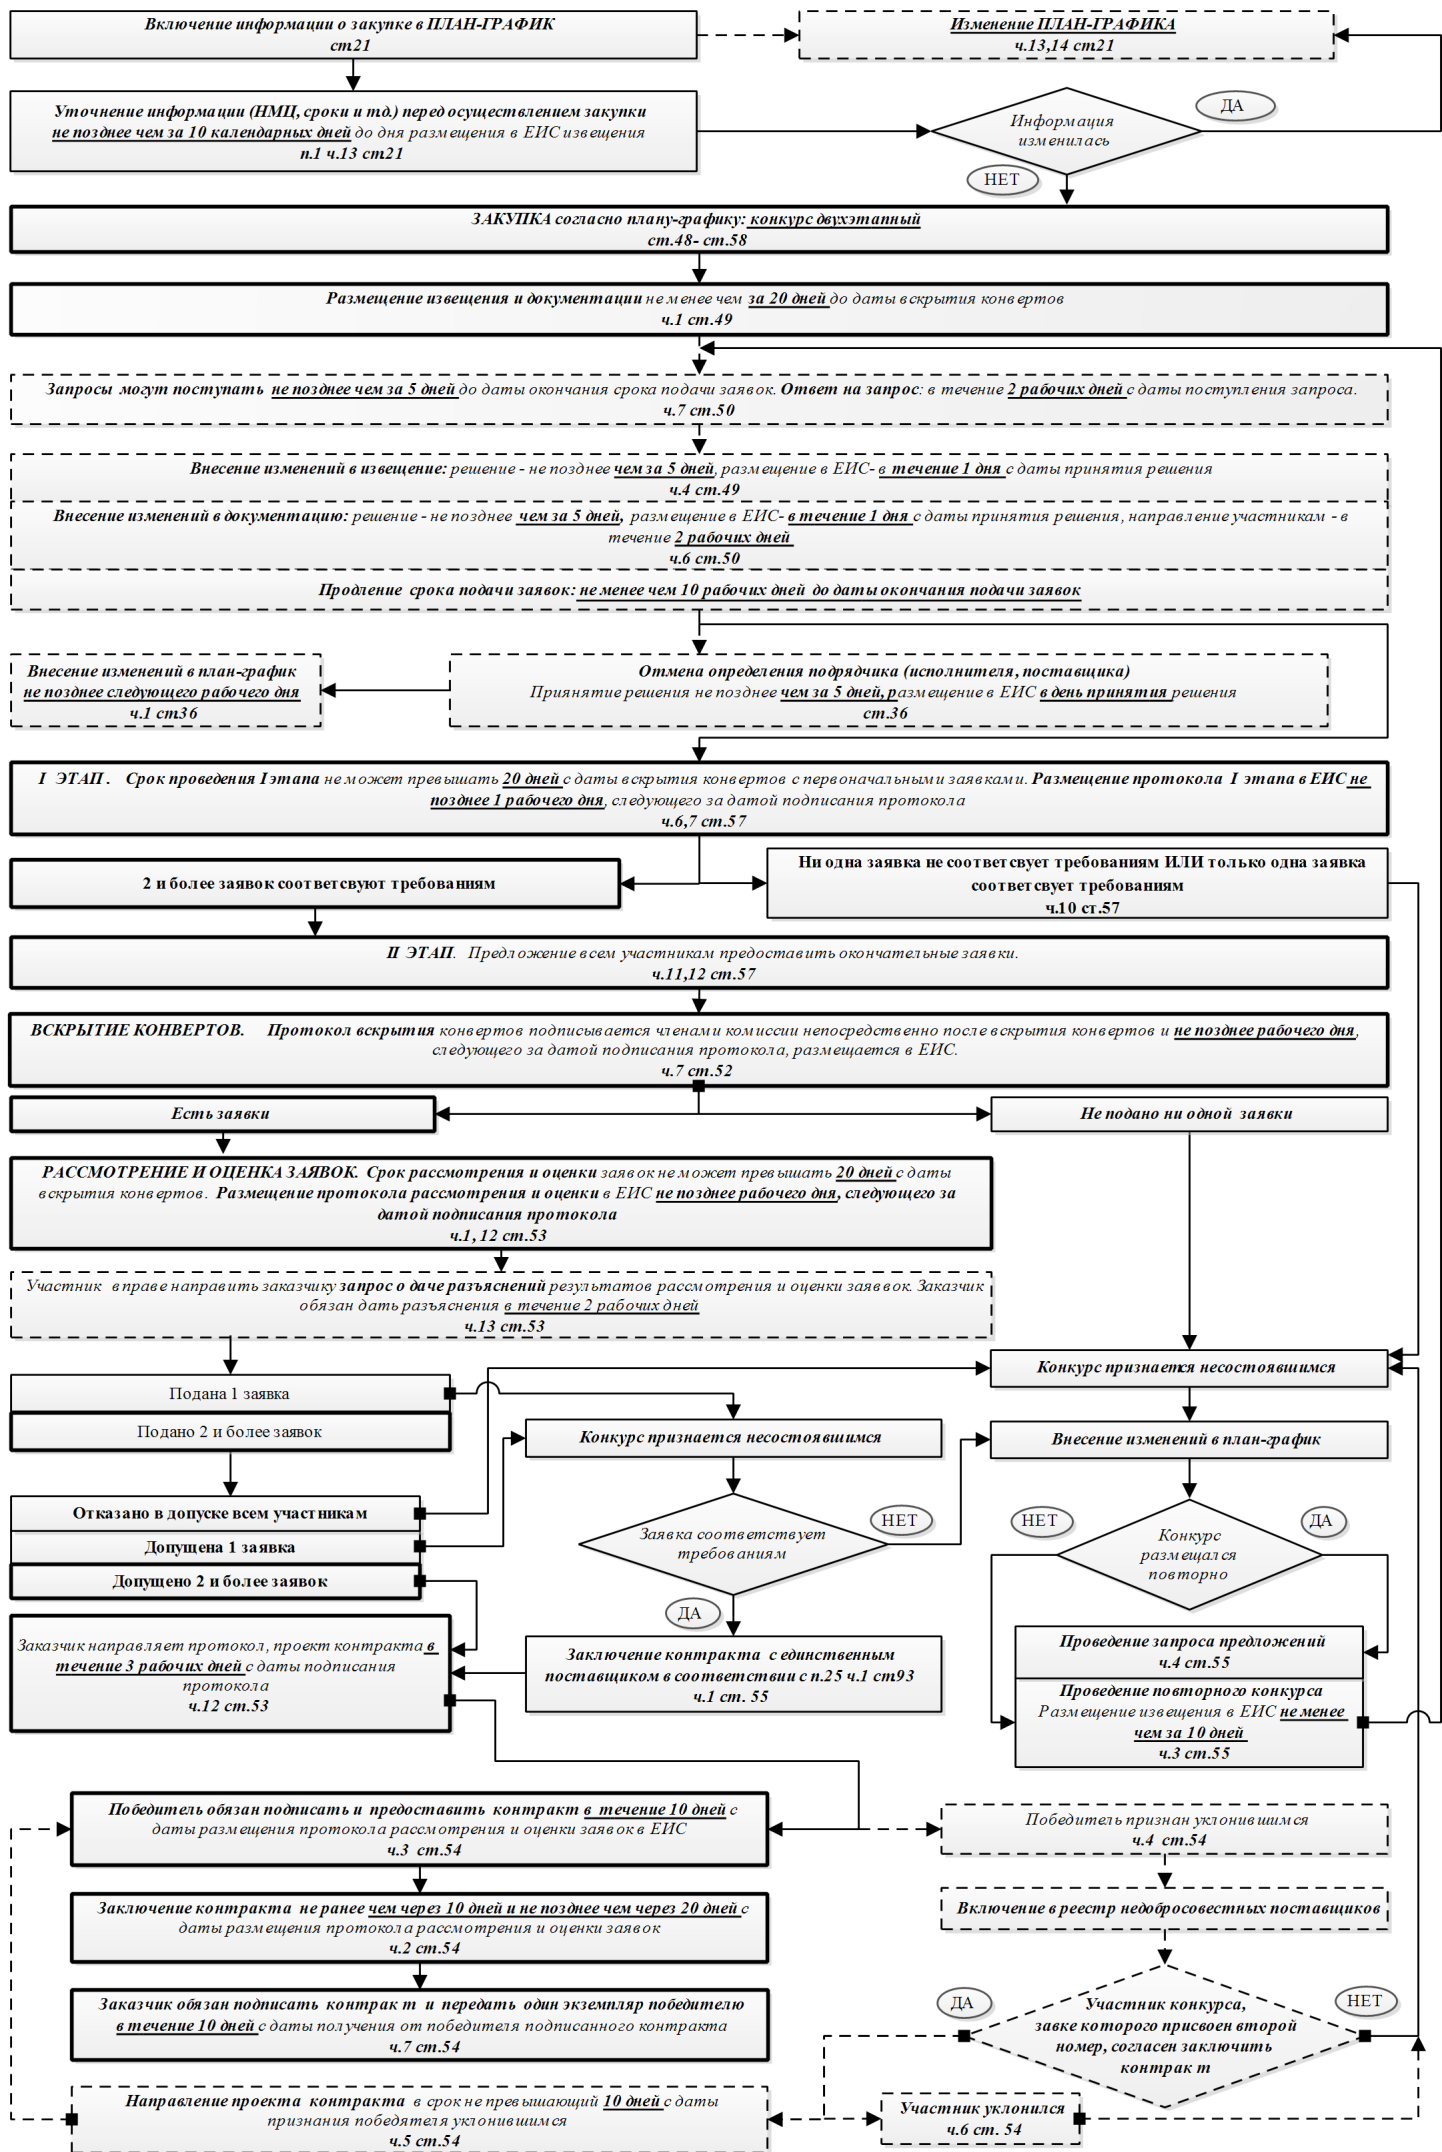 Включение информации о закупке в ПЛАН-ГРАФИК
ст21
Изменение ПЛАН-ГРАФИКА
ч.13,14 ст21
Уточнение информации (НМЦ, сроки и тд.) перед осуществлением закупки
не позднее чем за 10 календарных дней до дня размещения в ЕИС извещения
п.1 ч.13 ст21
Информация
изменилась
ДА
НЕТ
ЗАКУПКА согласно плану-графику: конкурс двухэтапный
ст.48- ст.58
Размещение извещения и документации не менее чем за 20 дней до даты вскрытия конвертов
ч.1 ст.49
Запросы могут поступать не позднее чем за 5 дней до даты окончания срока подачи заявок. Ответ на запрос: в течение 2 рабочих дней с даты поступления запроса.
ч.7 ст.50
Внесение изменений в извещение: решение - не позднее чем за 5 дней, размещение в ЕИС- в течение 1 дня с даты принятия решения
ч.4 ст.49
Внесение изменений в документацию: решение - не позднее чем за 5 дней, размещение в ЕИС- в течение 1 дня с даты принятия решения, направление участникам - в
течение 2 рабочих дней
ч.6 ст.50
Продление срока подачи заявок: не менее чем 10 рабочих дней до даты окончания подачи заявок
Внесение изменений в план-график
не позднее следующего рабочего дня
ч.1 ст36
Отмена определения подрядчика (исполнителя, поставщика)
Приянятие решения не позднее чем за 5 дней, размещение в ЕИС в день принятия решения
ст.36
I ЭТАП. Срок проведения I этапа не может превышать 20 дней с даты вскрытия конвертов с первоначальными заявками. Размещение протокола I этапа в ЕИС не
позднее 1 рабочего дня, следующего за датой подписания протокола
ч.6,7 ст.57
2 и более заявок соответсвуют требованиям
Ни одна заявка не соответсвует требованиям ИЛИ только одна заявка
соответсвует требованиям
ч.10 ст.57
II ЭТАП. Предложение всем участникам предоставить окончательные заявки.
ч.11,12 ст.57
ВСКРЫТИЕ КОНВЕРТОВ. Протокол вскрытия конвертов подписывается членами комиссии непосредственно после вскрытия конвертов и не позднее рабочего дня,
следующего за датой подписания протокола, размещается в ЕИС.
ч.7 ст.52
Есть заявки
Не подано ни одной заявки
РАССМОТРЕНИЕ И ОЦЕНКА ЗАЯВОК. Срок рассмотрения и оценки заявок не может превышать 20 дней с даты
вскрытия конвертов. Размещение протокола рассмотрения и оценки в ЕИС не позднее рабочего дня, следующего за
датой подписания протокола
ч.1, 12 ст.53
Участник вправе направить заказчику запрос о даче разъяснений результатов рассмотрения и оценки заяввок. Заказчик
обязан дать разъяснения в течение 2 рабочих дней
ч.13 ст.53
Конкурс признается несостоявшимся
Подана 1 заявка
Подано 2 и более заявок
Конкурс признается несостоявшимся
Внесение изменений в план-график
Отказано в допуске всем участникам
Допущена 1 заявка
Допущено 2 и более заявок
Заявка соответствует
требованиям
НЕТ
ДА
НЕТ
ДА
Конкурс
размещался
повторно
Заказчик направляет протокол, проект контракта в
течение 3 рабочих дней с даты подписания
протокола
ч.12 ст.53
Заключение контракта с единственным
поставщиком в соответствии с п.25 ч.1 ст93
ч.1 ст. 55
Проведение запроса предложений
ч.4 ст.55
Проведение повторного конкурса
Размещение извещения в ЕИС не менее
чем за 10 дней
ч.3 ст.55
Победитель обязан подписать и предоставить контракт в течение 10 дней с
даты размещения протокола рассмотрения и оценки заявок в ЕИС
ч.3 ст.54
Победитель признан уклонившимся
ч.4 ст.54
Заключение контракта не ранее чем через 10 дней и не позднее чем через 20 дней с
даты размещения протокола рассмотрения и оценки заявок
ч.2 ст.54
Включение в реестр недобросовестных поставщиков
Заказчик обязан подписать контрак т и передать один экземпляр победителю
в течение 10 дней с даты получения от победителя подписанного контракта
ч.7 ст.54
ДА
НЕТ
Участник конкурса,
завке которого присвоен второй
номер, согласен заключить
контрак т
Направление проекта контракта в срок не превышающий 10 дней с даты
признания победятеля уклонившимся
ч.5 ст.54
Участник уклонился
ч.6 ст. 54